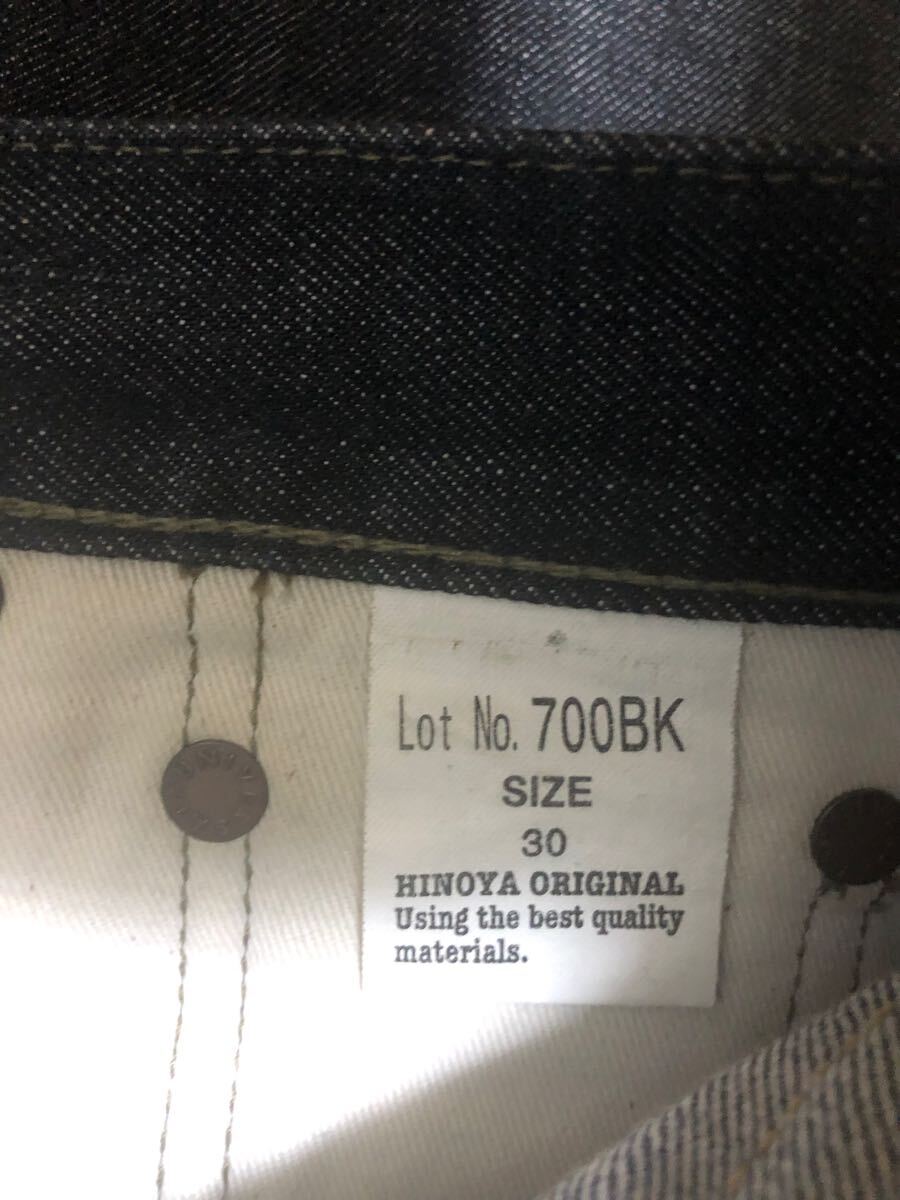 Lot No. 700BK
SIZE
30
HINOYA ORIGINAL
Using the best quality
materials.